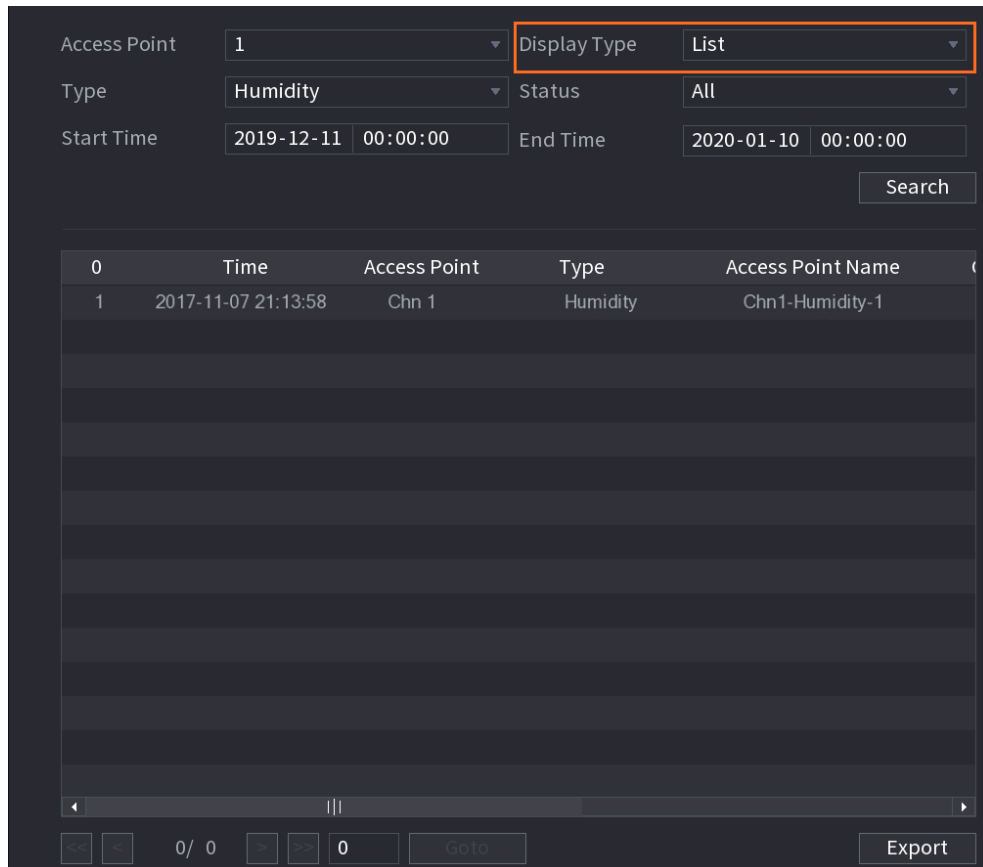 Access Point 1 Display Type List
Type Humidity Status All
Start Time 2019-12-11 00:00:00 End Time 2020-01-10 00:00:00
Search
0 Time Access Point Type Access Point Name
1 2017-11-07 21:13:58 Chn 1 Humidity Chn1-Humidity-1
<< < 0/ 0 > >> 0 Goto Export